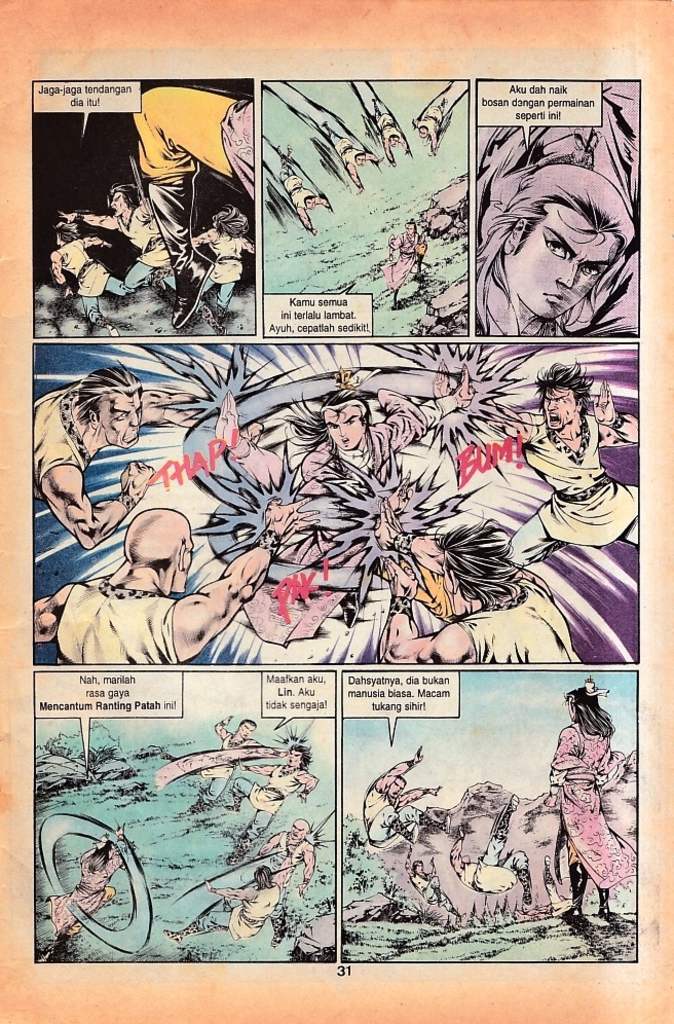 Jaga-jaga tendangan
dia itu!
Kamu semua
ini terlalu lambat.
Ayuh, cepatlah sedikit!
Aku dah naik
bosan dengan permainan
seperti ini!
THAP!
BUM!
PAK!
Nah, marilah
rasa gaya
Mencantum Ranting Patah ini!
Maafkan aku,
Lin. Aku
tidak sengaja!
Dahsyatnya, dia bukan
manusia biasa. Macam
tukang sihir!
31